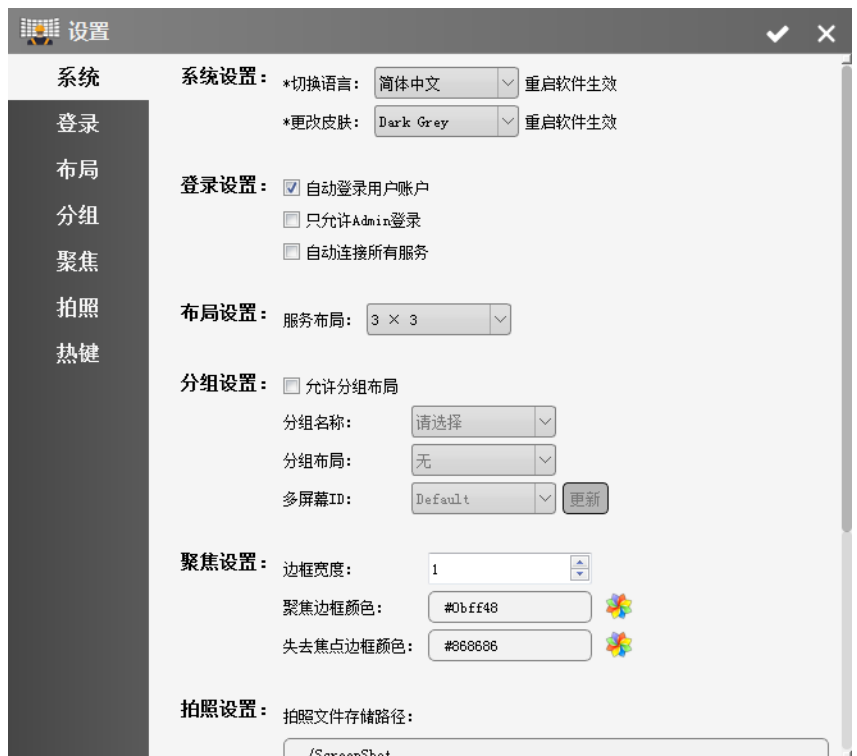 设置
系统
登录
布局
分组
聚焦
拍照
热键
系统设置: *切换语言: 简体中文 重启软件生效
*更改皮肤: Dark Grey 重启软件生效
登录设置: 自动登录用户账户
只允许Admin登录
自动连接所有服务
布局设置: 服务布局: 3 × 3
分组设置: 允许分组布局
分组名称: 请选择
分组布局: 无
多屏幕ID: Default 更新
聚焦设置: 边框宽度: 1
聚焦边框颜色: #0bff48
失去焦点边框颜色: #868686
拍照设置: 拍照文件存储路径:
/ScreenShot